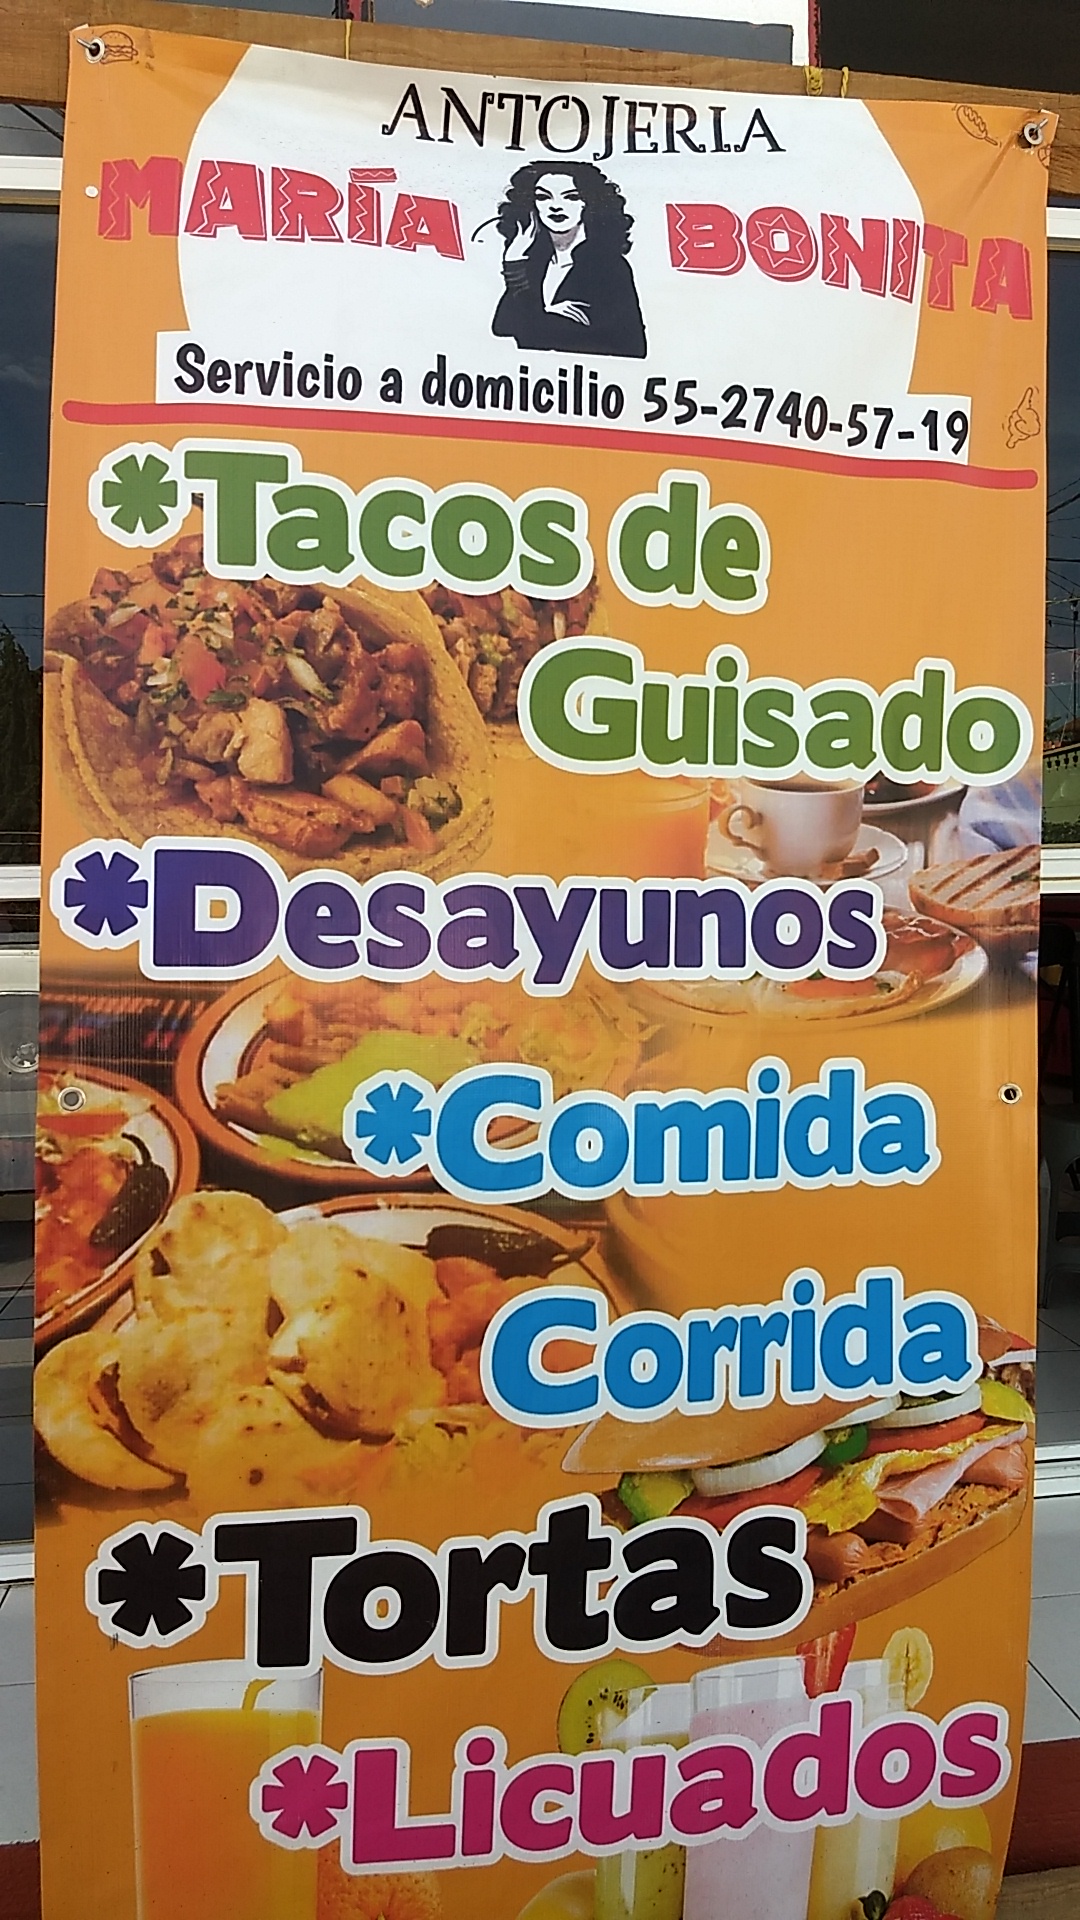 ANTOJERIA
MARÍA BONITA
Servicio a domicilio 55-2740-57-19
*Tacos de
Guisado
*Desayunos
*Comida
Corrida
*Tortas
*Licuados